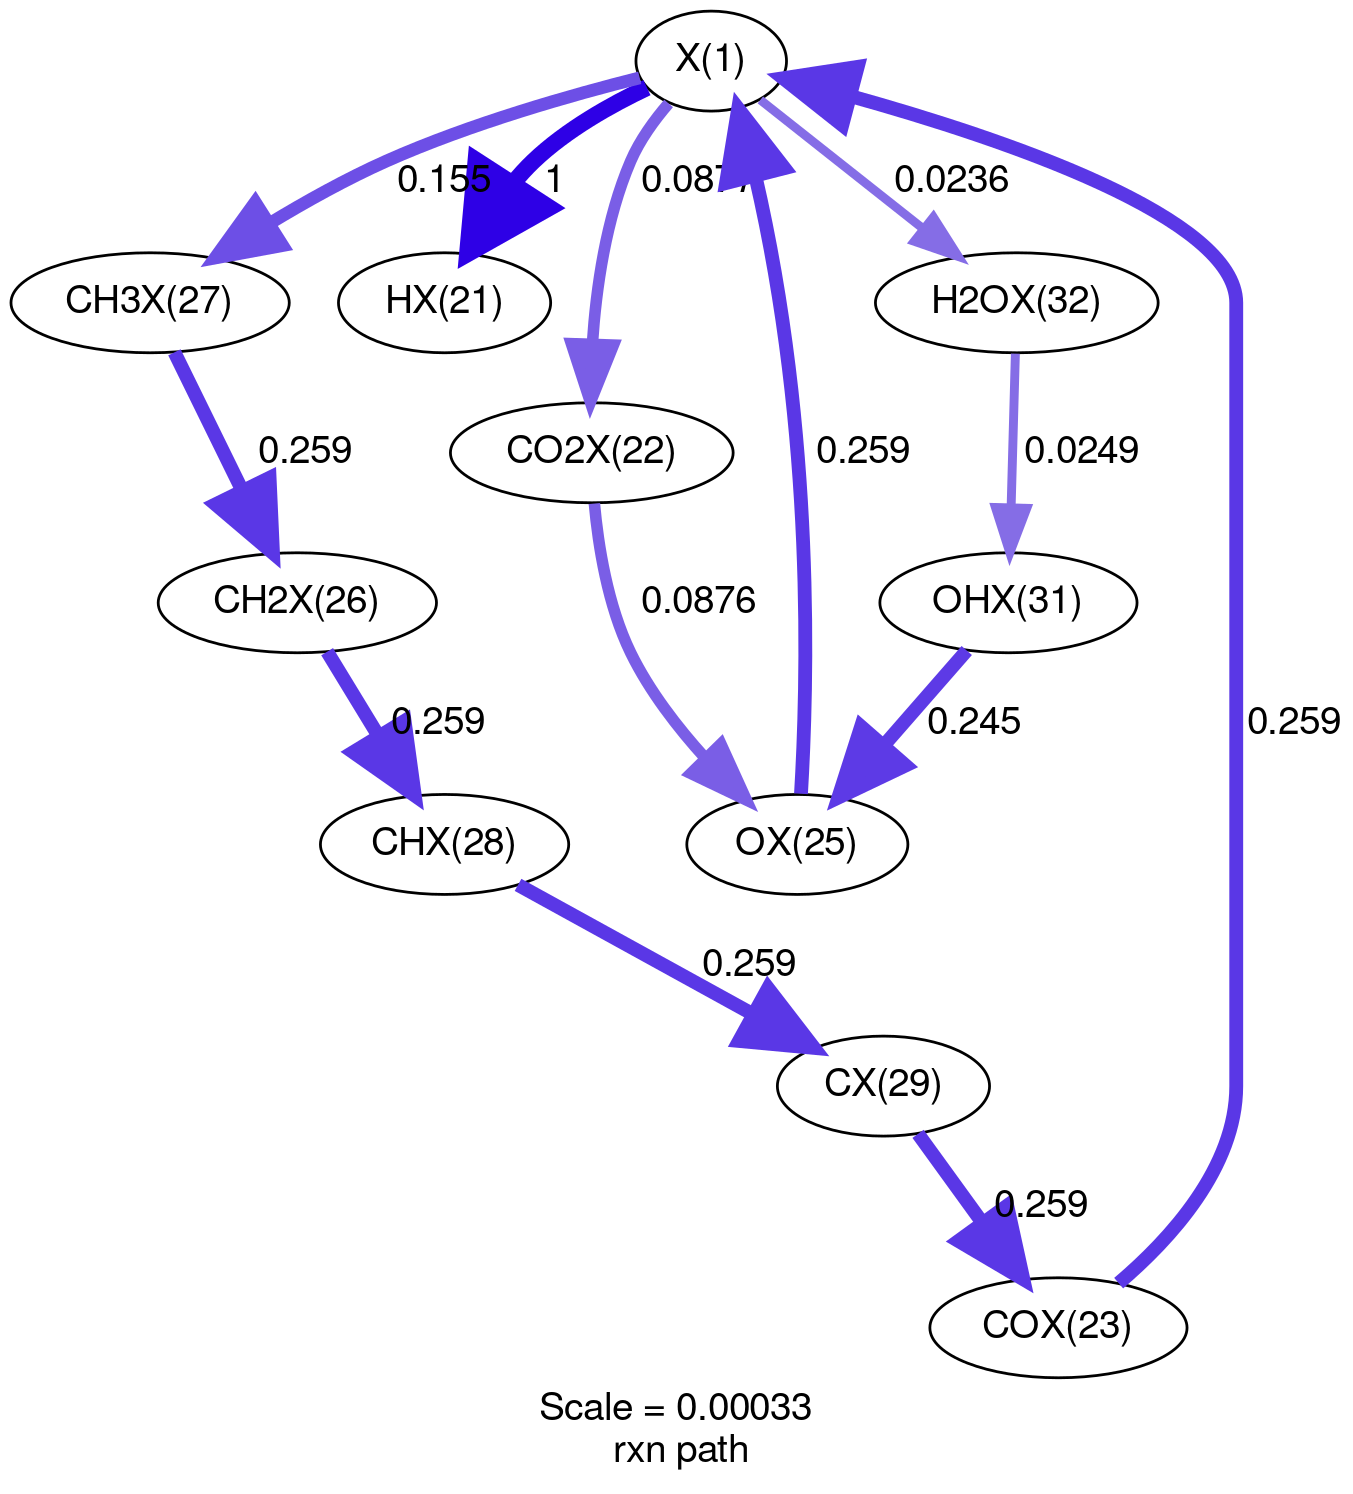 X(1)
0.155
1
0.0236
CH3X(27)
HX(21)
H2OX(32)
0.259
CO2X(22)
0.259
0.0249
CH2X(26)
0.0876
OHX(31)
0.259
0.245
0.259
CHX(28)
OX(25)
0.259
CX(29)
0.259
COX(23)
Scale = 0.00033
rxn path